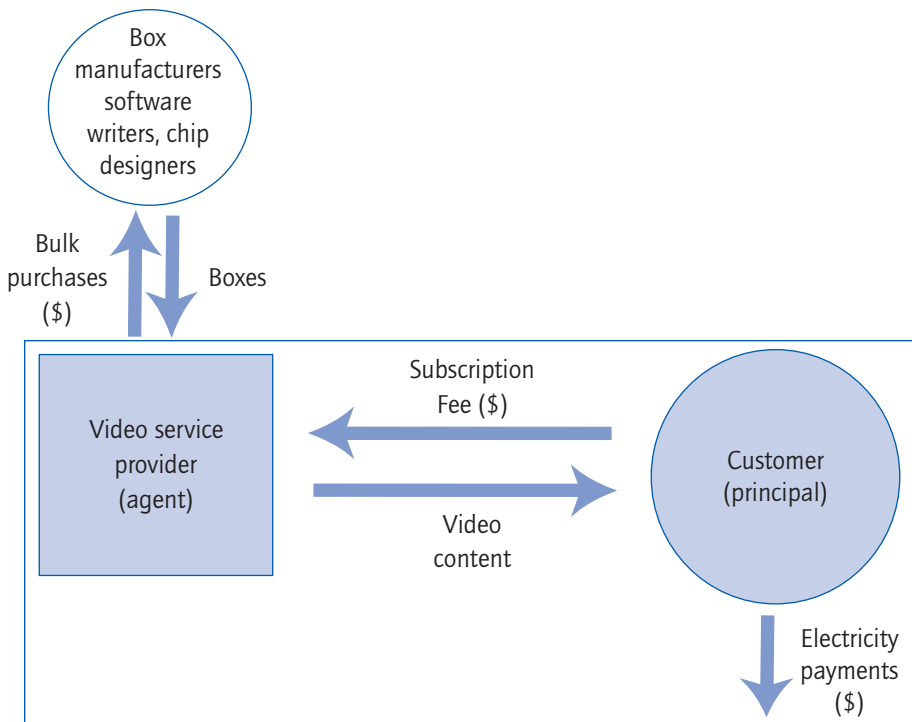 Box
manufacturers
software
writers, chip
designers
Bulk
purchases
($)
Boxes
Video service
provider
(agent)
Subscription
Fee ($)
Video
content
Customer
(principal)
Electricity
payments
($)